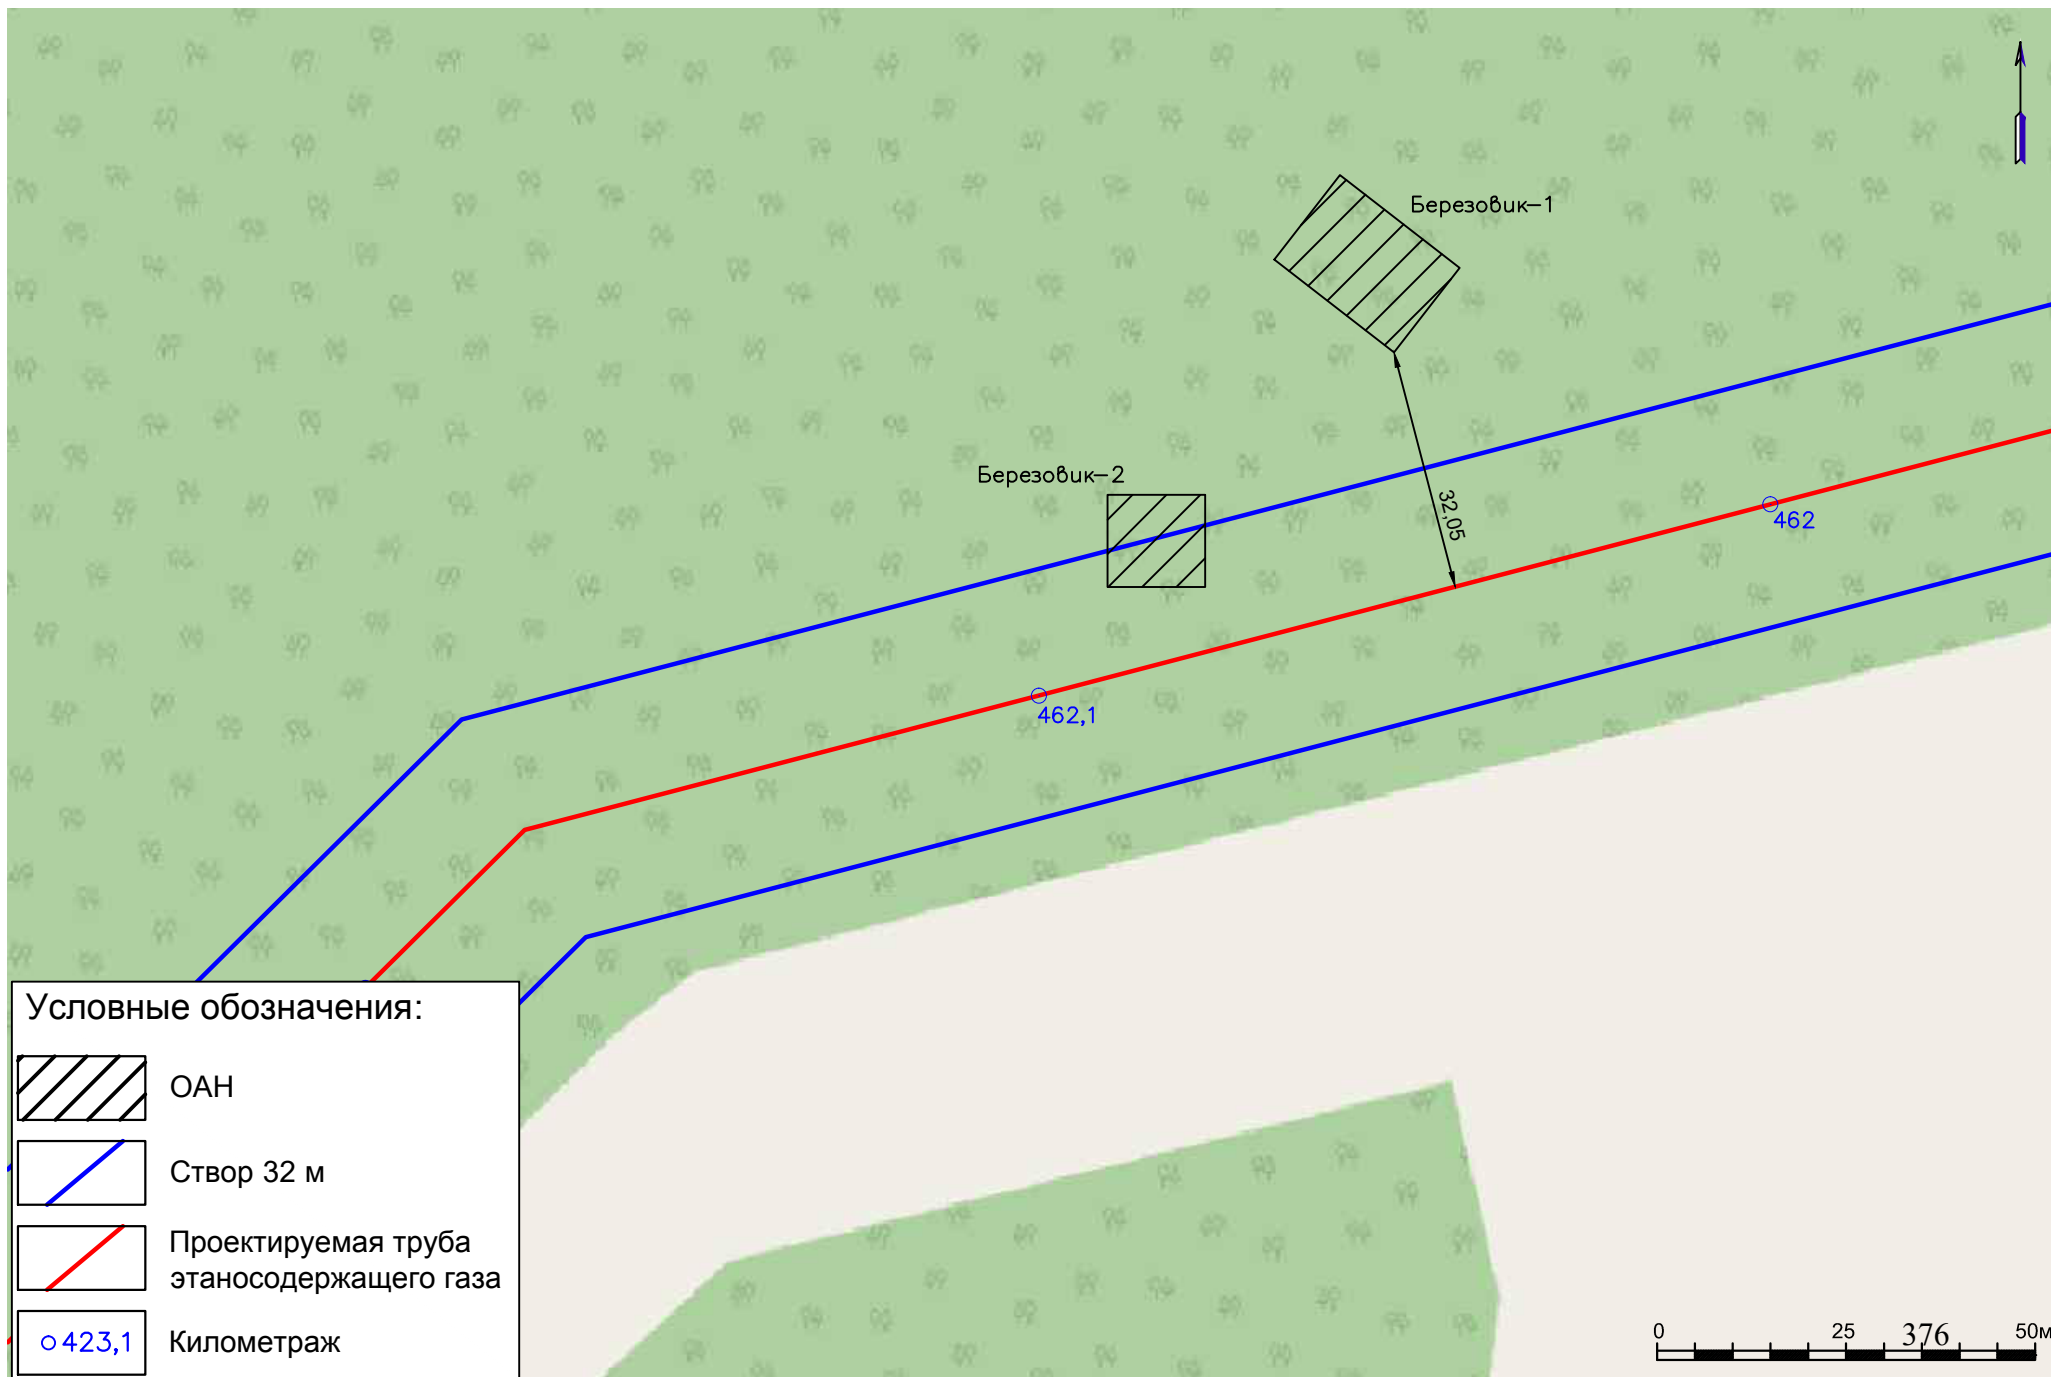 Березовик-1
Березовик-2
32,05
462
462,1
Условные обозначения:
ОАН
Створ 32 м
Проектируемая труба
этаносодержащего газа
423,1
Километраж
0 25 376 50м